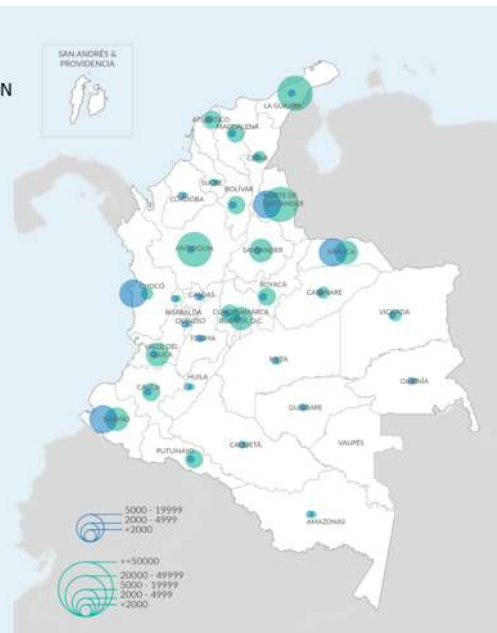 N
SAN ANDRÉS &
PROVIDENCIA
LA GUAJIRA
ATLÁNTICO
MAGDALENA
CESAR
SUCRE
BOLÍVAR
NORTE DE
SANTANDER
CÓRDOBA
ANTIOQUIA
SANTANDER
ARAUCA
CHOCÓ
CALDAS
BOYACÁ
CASANARE
RISARALDA
CUNDINAMARCA
BOGOTÁ, D.C.
VICHADA
QUINDÍO
TOLIMA
VALLE DEL
CAUCA
META
HUILA
GUAINÍA
CAUCA
GUAVIARE
NARIÑO
CAQUETÁ
VAUPÉS
PUTUMAYO
AMAZONAS
5000 - 19999
2000 - 4999
<2000
>=50000
20000 - 49999
5000 - 19999
2000 - 4999
<2000